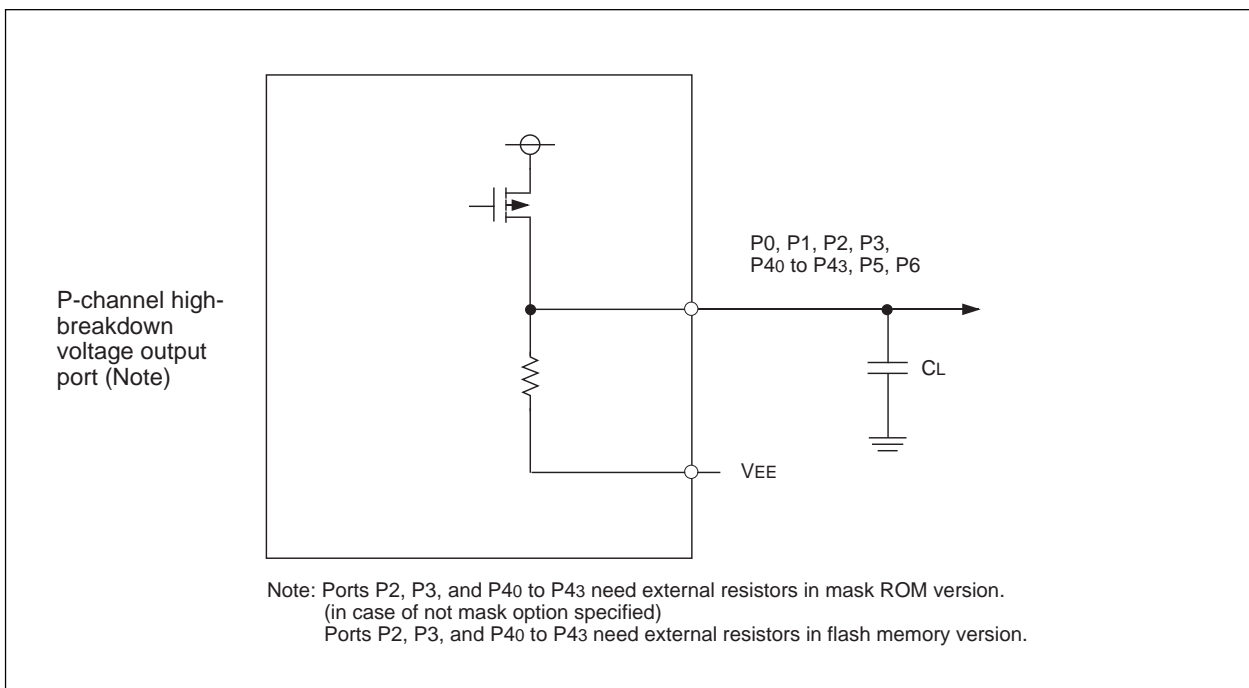 P0, P1, P2, P3,
P40 to P43, P5, P6
P-channel high-
breakdown
voltage output
port (Note)
CL
VEE
Note: Ports P2, P3, and P40 to P43 need external resistors in mask ROM version.
(in case of not mask option specified)
Ports P2, P3, and P40 to P43 need external resistors in flash memory version.